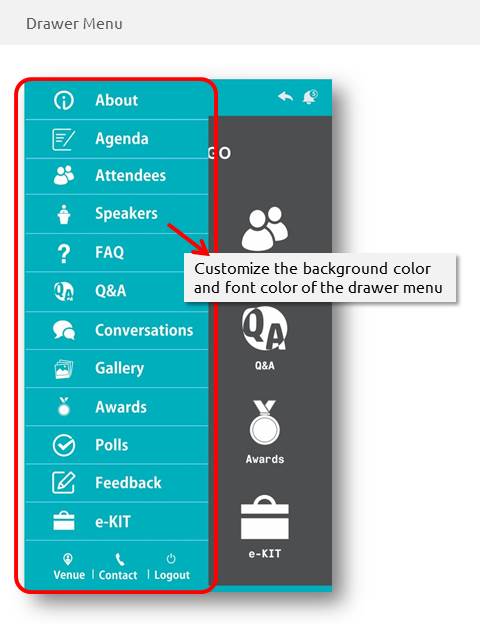 Drawer Menu
About
Agenda
Attendees
GO
Speakers
FAQ
Customize the background color
and font color of the drawer menu
Q&A
Conversations
Q&A
Gallery
Awards
Awards
Polls
Feedback
e-KIT
e-KIT
Venue | Contact | Logout